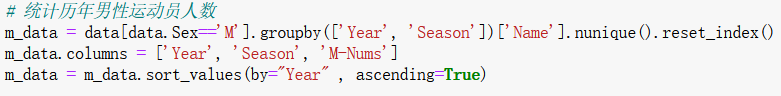 # 统计历年男性运动员人数
m_data = data[data.Sex=='M'].groupby(['Year', 'Season'])['Name'].nunique().reset_index()
m_data.columns = ['Year', 'Season', 'M-Nums']
m_data = m_data.sort_values(by="Year" , ascending=True)